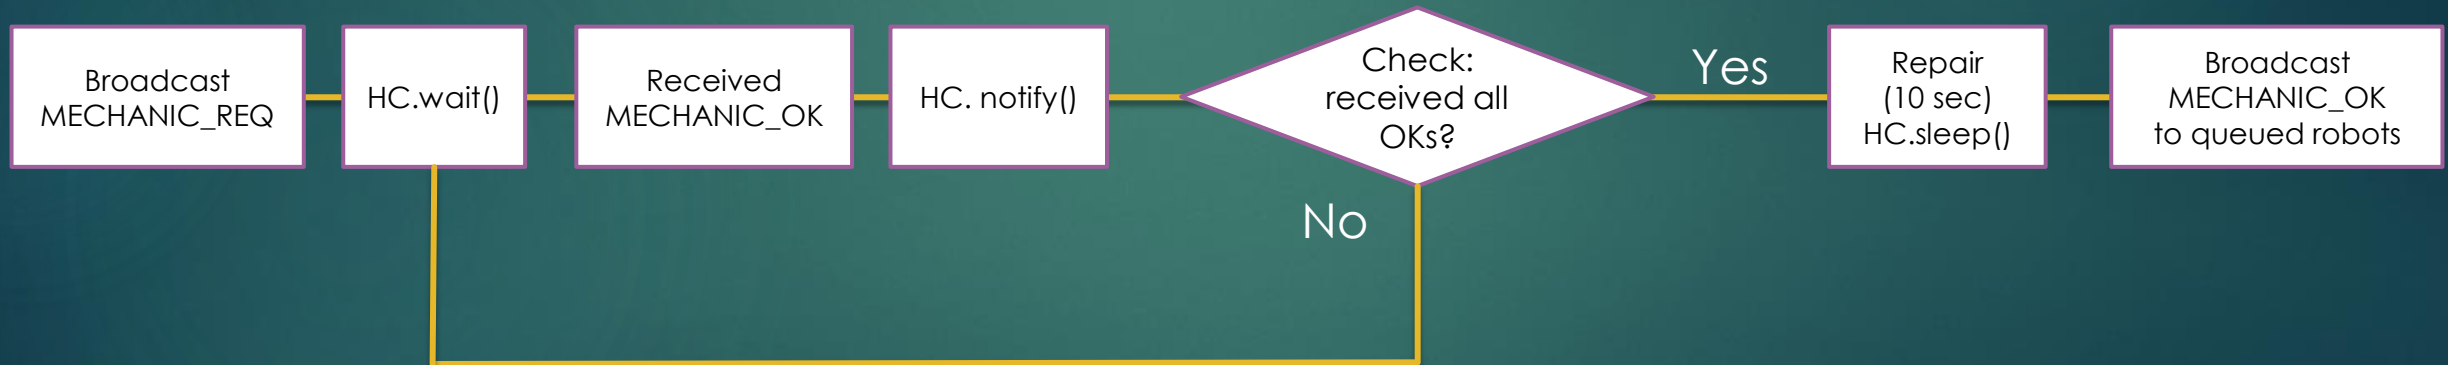 Broadcast
MECHANIC_REQ
HC.wait()
Received
MECHANIC_OK
HC. notify()
Check:
received all
OKs?
Yes
No
Repair
(10 sec)
HC.sleep()
Broadcast
MECHANIC_OK
to queued robots